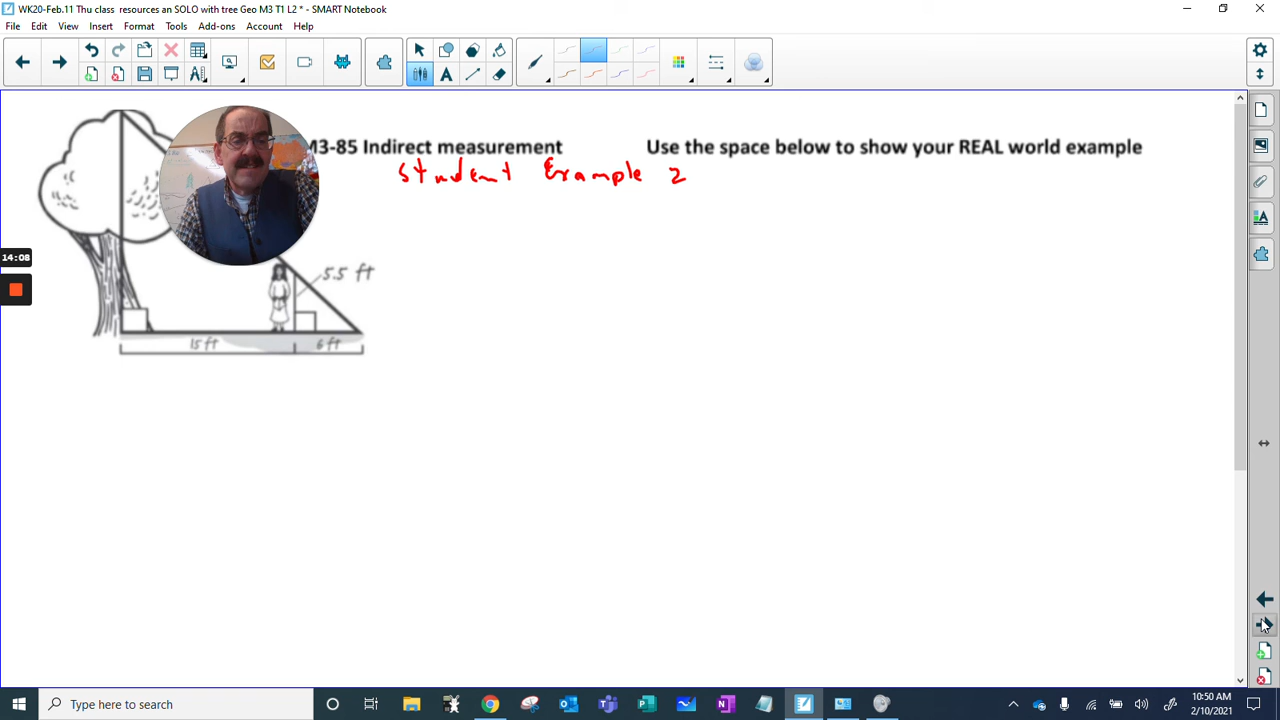 WK20-Feb.11 Thu class resources an SOLO with tree Geo M3 T1 L2 * - SMART Notebook
File Edit View Insert Format Tools Add-ons Account Help
M3-85 Indirect measurement Use the space below to show your REAL world example
Student Example 2
14:08
5.5 ft
15 ft 6 ft
Type here to search
10:50 AM
2/10/2021